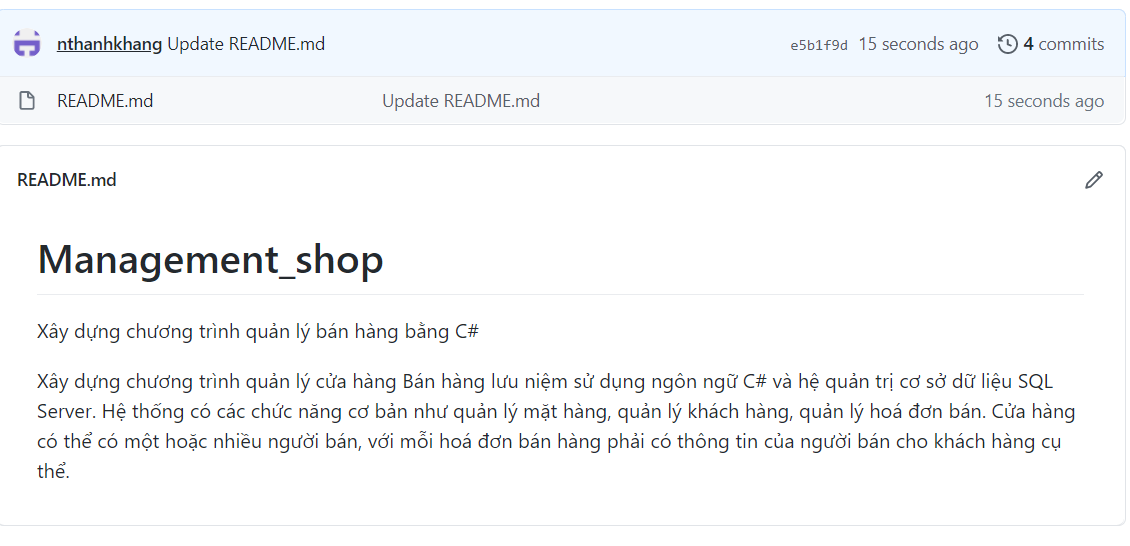 nthanhkhang Update README.md e5b1f9d 15 seconds ago 4 commits
README.md Update README.md 15 seconds ago
README.md
Management_shop
Xây dựng chương trình quản lý bán hàng bằng C#
Xây dựng chương trình quản lý cửa hàng Bán hàng lưu niệm sử dụng ngôn ngữ C# và hệ quản trị cơ sở dữ liệu SQL
Server. Hệ thống có các chức năng cơ bản như quản lý mặt hàng, quản lý khách hàng, quản lý hoá đơn bán. Cửa hàng
có thể có một hoặc nhiều người bán, với mỗi hoá đơn bán hàng phải có thông tin của người bán cho khách hàng cụ
thể.